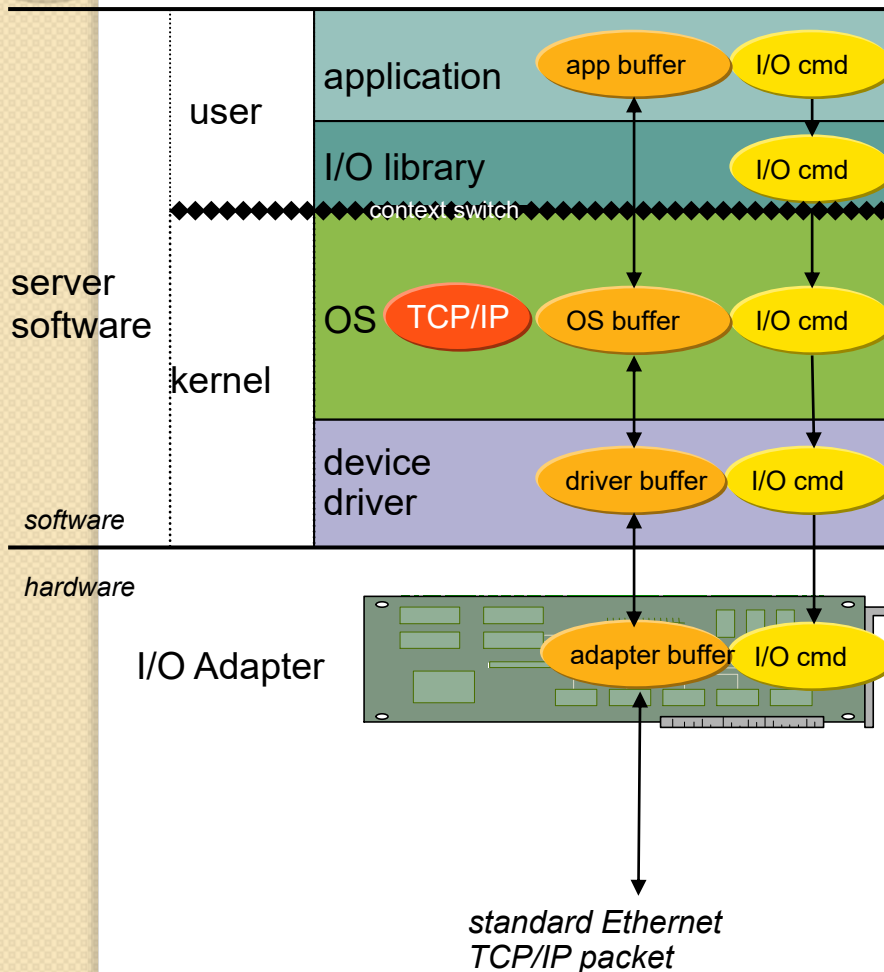 application
app buffer
I/O cmd
user
I/O library
I/O cmd
context switch
server
software
OS
TCP/IP
OS buffer
I/O cmd
kernel
device
driver
driver buffer
I/O cmd
software
hardware
I/O Adapter
adapter buffer
I/O cmd
standard Ethernet
TCP/IP packet